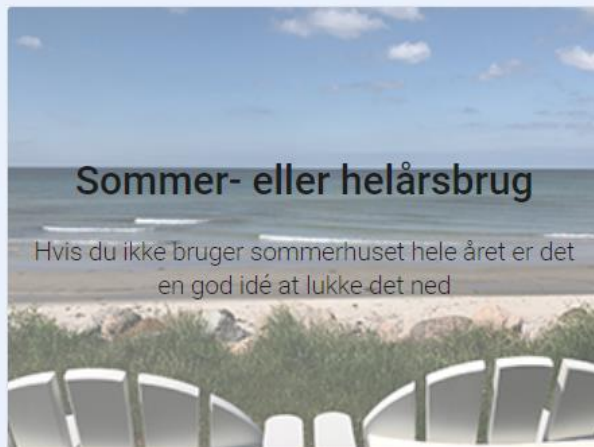 Sommer- eller helårsbrug
Hvis du ikke bruger sommerhuset hele året er det
en god idé at lukke det ned